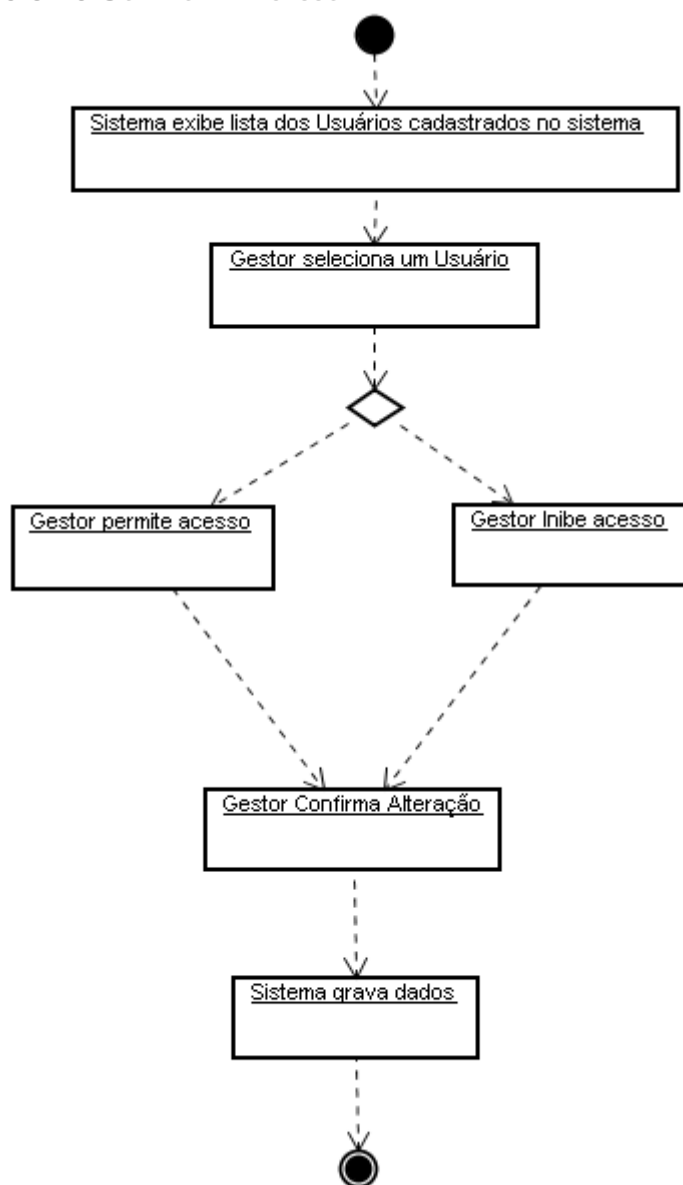 Sistema exibe lista dos Usuários cadastrados no sistema
Gestor seleciona um Usuário
Gestor permite acesso
Gestor Inibe acesso
Gestor Confirma Alteração
Sistema grava dados